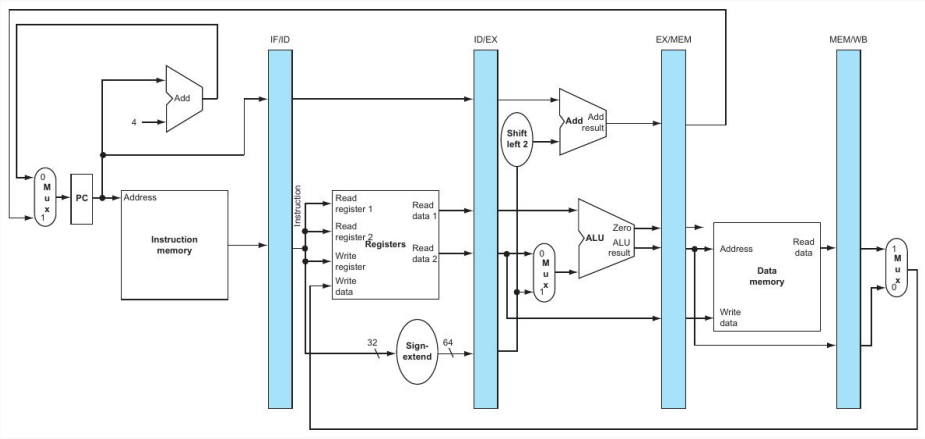 IF/ID
ID/EX
EX/MEM
MEM/WB
Add
4
Shift
left 2
Add
Add
result
0
M
u
x
1
PC
Address
Instruction
memory
Instruction
Read
register 1
Read
register 2
Write
register
Write
data
Registers
Read
data 1
Read
data 2
0
M
u
x
1
ALU
Zero
ALU
result
Address
Read
data
Data
memory
Write
data
1
M
u
x
0
32
Sign-
extend
64